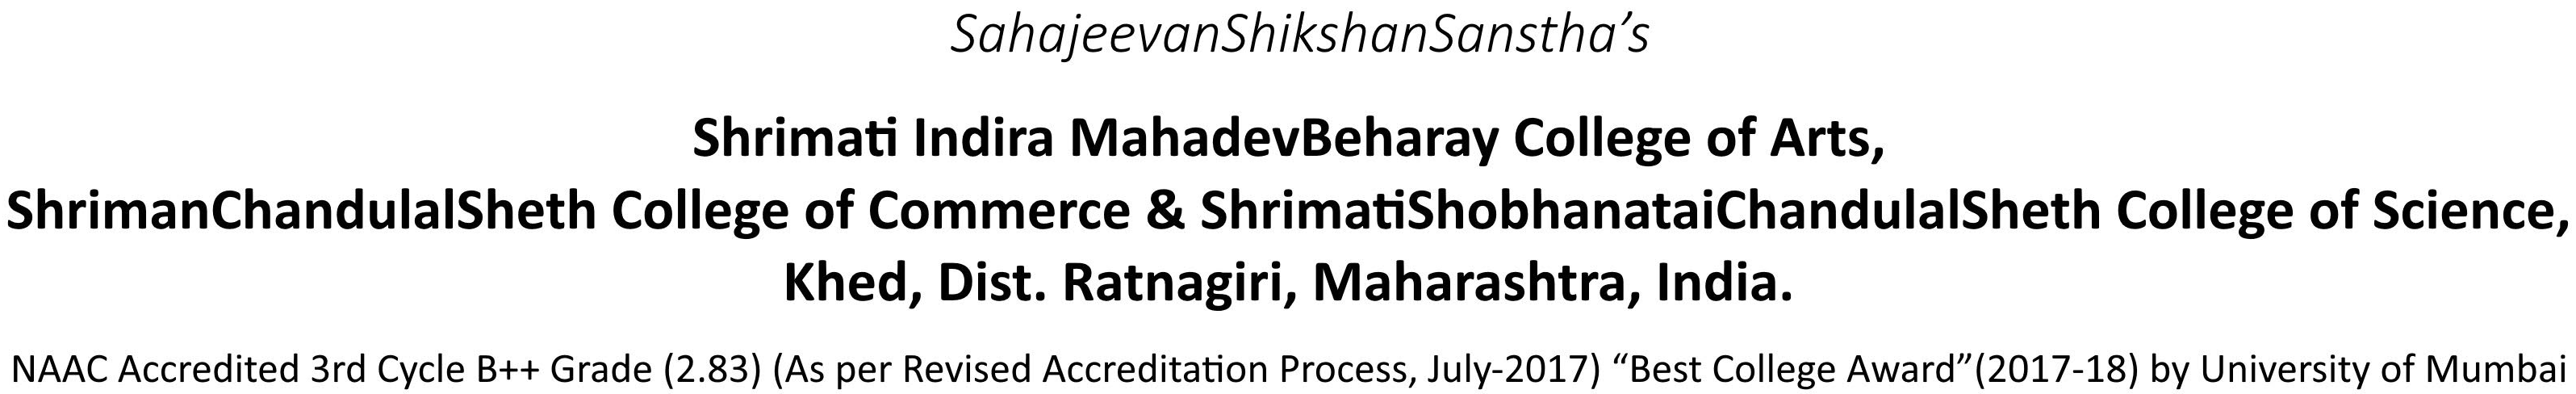 SahajeevanShikshanSanstha’s
Shrimati Indira MahadevBeharay College of Arts,
ShrimanChandulalSheth College of Commerce & ShrimatiShobhanataiChandulalSheth College of Science,
Khed, Dist. Ratnagiri, Maharashtra, India.
NAAC Accredited 3rd Cycle B++ Grade (2.83) (As per Revised Accreditation Process, July-2017) “Best College Award”(2017-18) by University of Mumbai